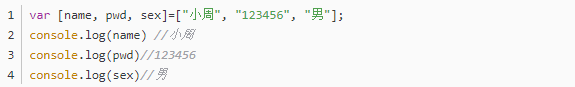 1 var [name, pwd, sex]=["小周", "123456", "男"];
2 console.log(name) //小周
3 console.log(pwd)//123456
4 console.log(sex)//男